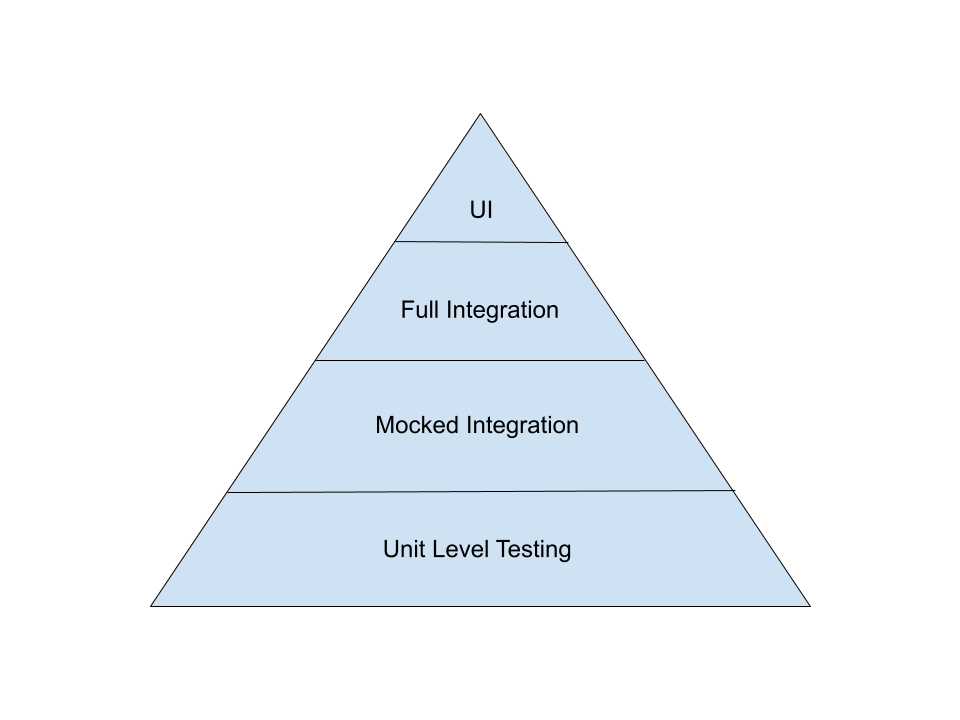 UI
Full Integration
Mocked Integration
Unit Level Testing